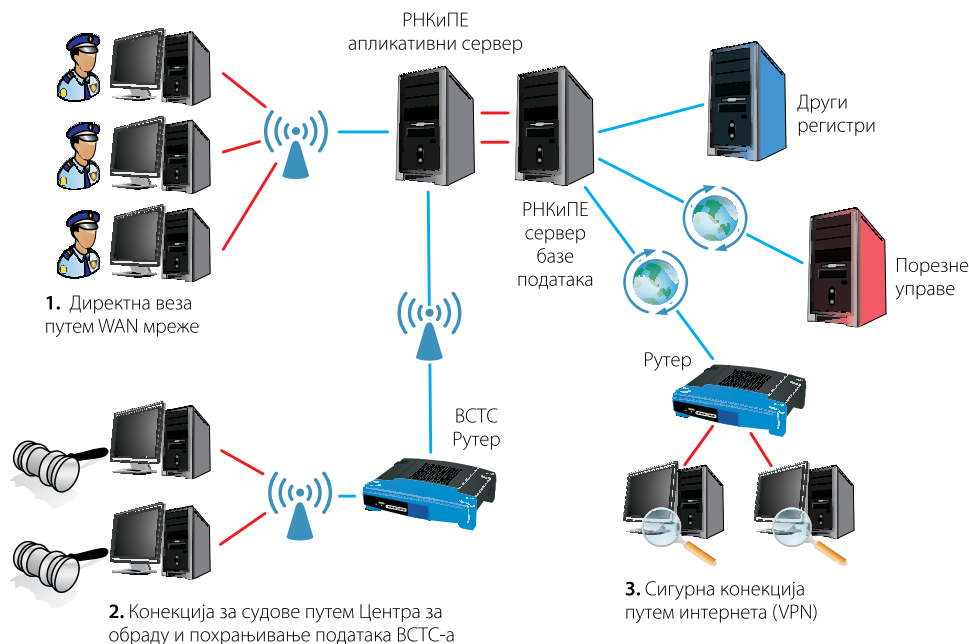 РНКиПЕ
апликативни сервер
Други
регистри
РНКиПЕ
сервер
базе
података
Порезне
управе
1. Директна веза
путем WAN мреже
Рутер
ВСТС
Рутер
2. Конекција за судове путем Центра за
обраду и похрањивање података ВСТС-а
3. Сигурна конекција
путем интернета (VPN)